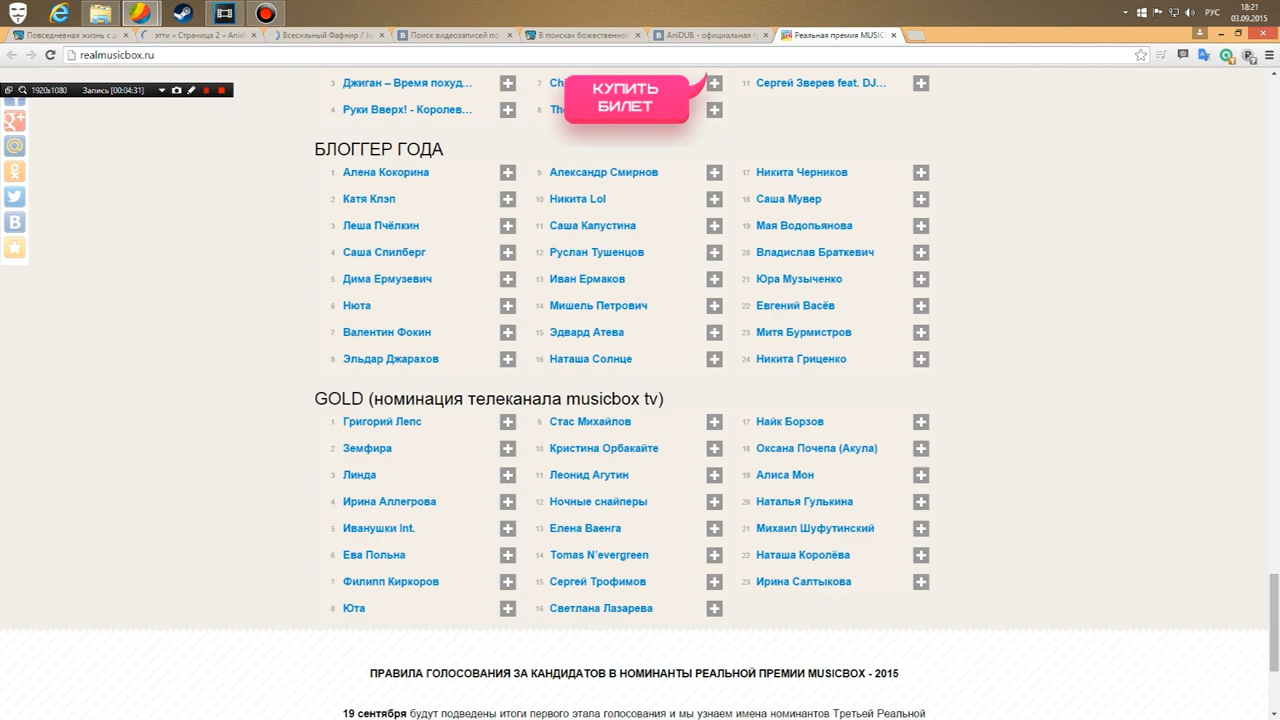 18:21
РУС
03.09.2015
Повседневная жизнь с д
этти » Страница 2 « Anid
Всесильный Фафнир / Ju
Поиск видеозаписей по
В поисках божественног
AniDUB - официальная гр
Реальная премия MUSIC
realmusicbox.ru
1920x1080 Запись [00:04:31]
3 Джиган – Время похуд...
7 Ch
11 Сергей Зверев feat. DJ...
4 Руки Вверх! - Королев...
8 The
КУПИТЬ
БИЛЕТ
БЛОГГЕР ГОДА
1 Алена Кокорина
9 Александр Смирнов
17 Никита Черников
2 Катя Клэп
10 Никита Lol
18 Саша Мувер
3 Леша Пчёлкин
11 Саша Капустина
19 Мая Водопьянова
4 Саша Спилберг
12 Руслан Тушенцов
20 Владислав Браткевич
5 Дима Ермузевич
13 Иван Ермаков
21 Юра Музыченко
6 Нюта
14 Мишель Петрович
22 Евгений Васёв
7 Валентин Фокин
15 Эдвард Атева
23 Митя Бурмистров
8 Эльдар Джарахов
16 Наташа Солнце
24 Никита Гриценко
GOLD (номинация телеканала musicbox tv)
1 Григорий Лепс
9 Стас Михайлов
17 Найк Борзов
2 Земфира
10 Кристина Орбакайте
18 Оксана Почепа (Акула)
3 Линда
11 Леонид Агутин
19 Алиса Мон
4 Ирина Аллегрова
12 Ночные снайперы
20 Наталья Гулькина
5 Иванушки Int.
13 Елена Ваенга
21 Михаил Шуфутинский
6 Ева Польна
14 Tomas N'evergreen
22 Наташа Королёва
7 Филипп Киркоров
15 Сергей Трофимов
23 Ирина Салтыкова
8 Юта
16 Светлана Лазарева
ПРАВИЛА ГОЛОСОВАНИЯ ЗА КАНДИДАТОВ В НОМИНАНТЫ РЕАЛЬНОЙ ПРЕМИИ MUSICBOX - 2015
19 сентября будут подведены итоги первого этапа голосования и мы узнаем имена номинантов Третьей Реальной